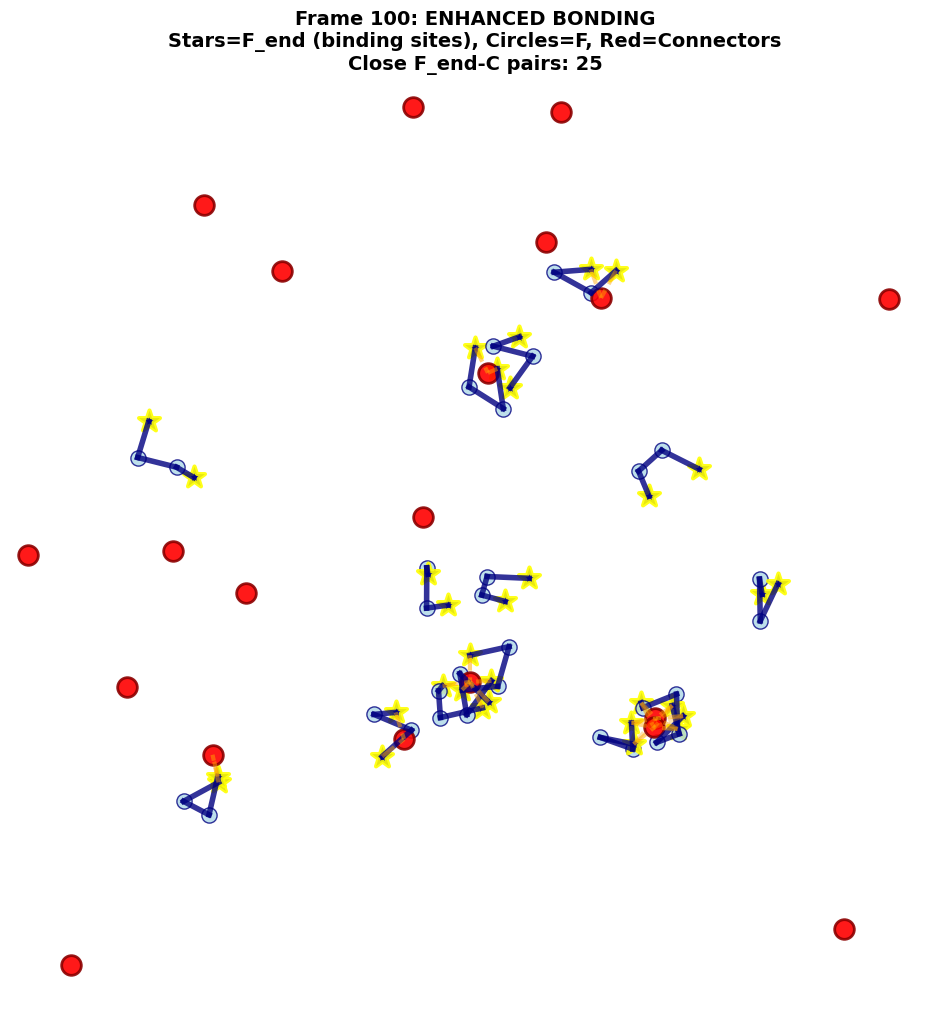 Frame 100: ENHANCED BONDING
Stars=F_end (binding sites), Circles=F, Red=Connectors
Close F_end-C pairs: 25